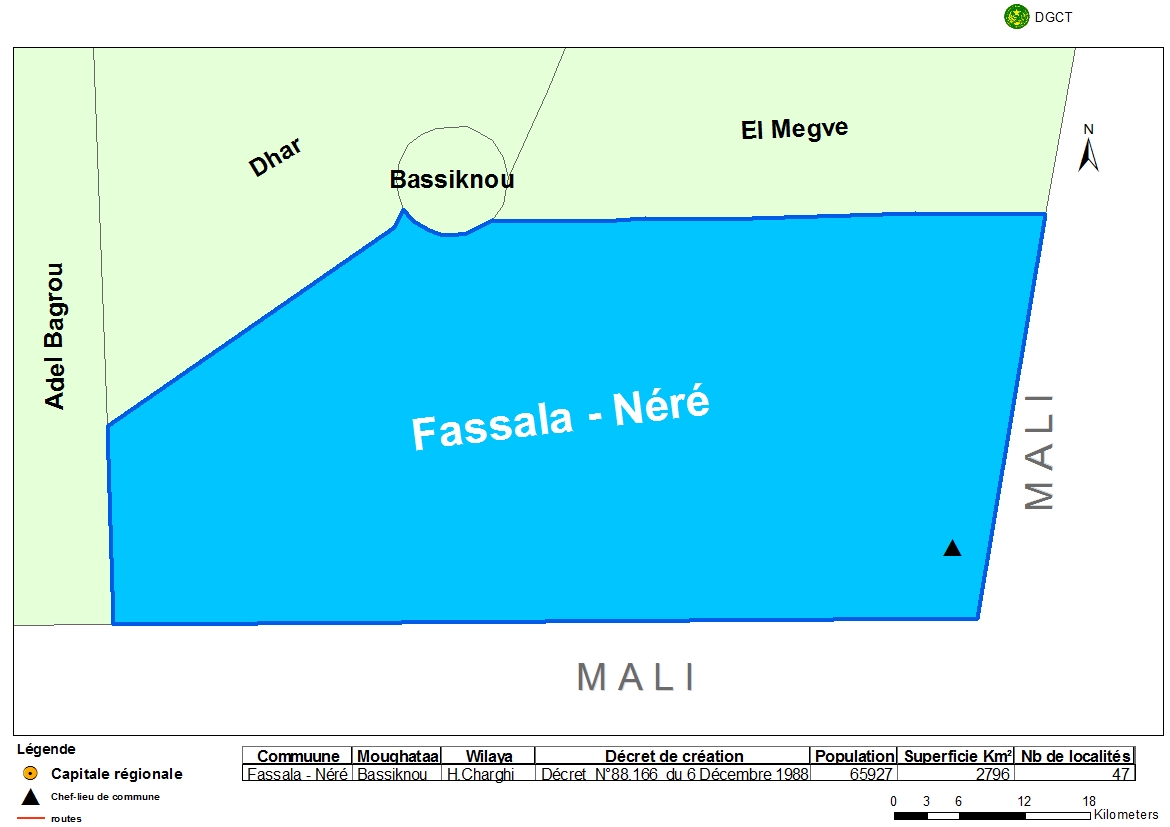 DGCT
N
El Megve
Dhar
Bassiknou
Adel Bagrou
Fassala - Néré
MALI
MALI
Légende
Capitale régionale
Chef-lieu de commune
routes
Commuune Moughataa Wilaya Décret de création Population Superficie Km² Nb de localités
Fassala - Néré Bassiknou H.Charghi Décret N°88.166 du 6 Décembre 1988 65927 2796 47
0 3 6 12 18
Kilometers